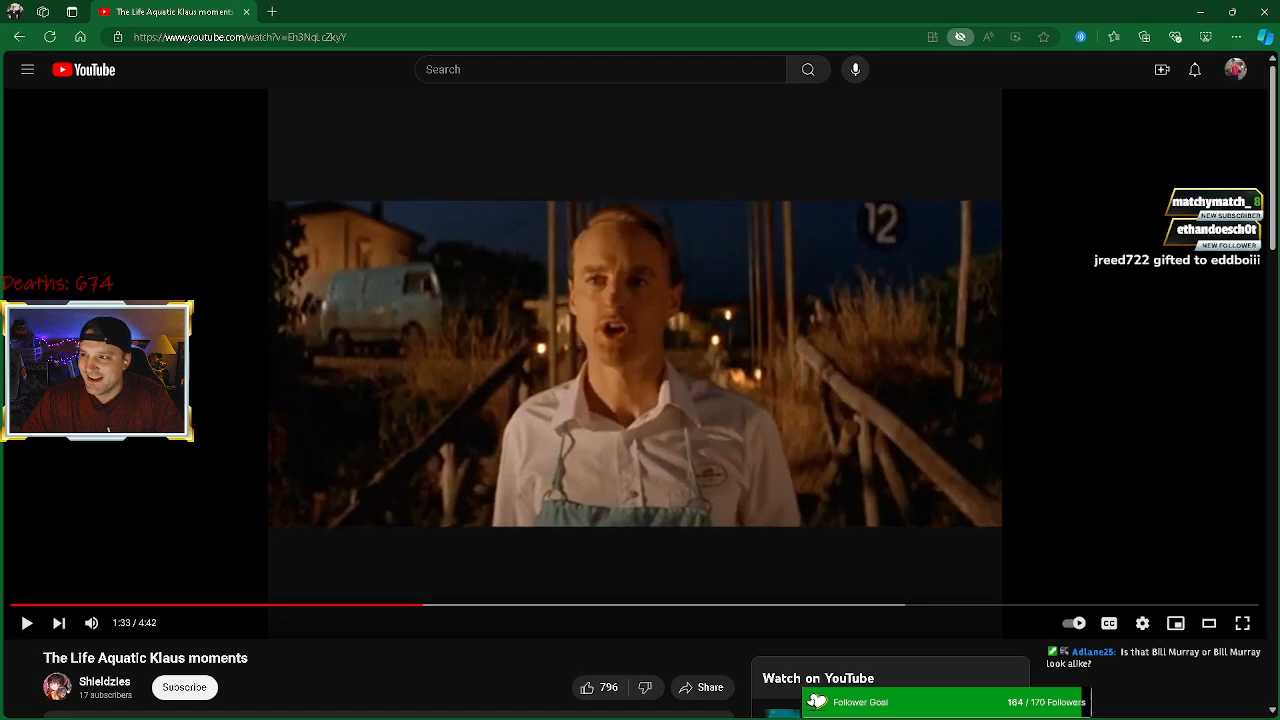 The Life Aquatic Klaus moments
https://www.youtube.com/watch?v=Eh3NqLcZkyY
YouTube
Search
12
matchymatch_8
NEW SUBSCRIBER
ethandoesch0t
NEW FOLLOWER
jreed722 gifted to eddboiii
Deaths: 674
1:33 / 4:42
CC
The Life Aquatic Klaus moments
Shieldzies
17 subscribers
Subscribe
796
Share
Watch on YouTube
Adlane25: Is that Bill Murray or Bill Murray
look alike?
Follower Goal
164 / 170 Followers